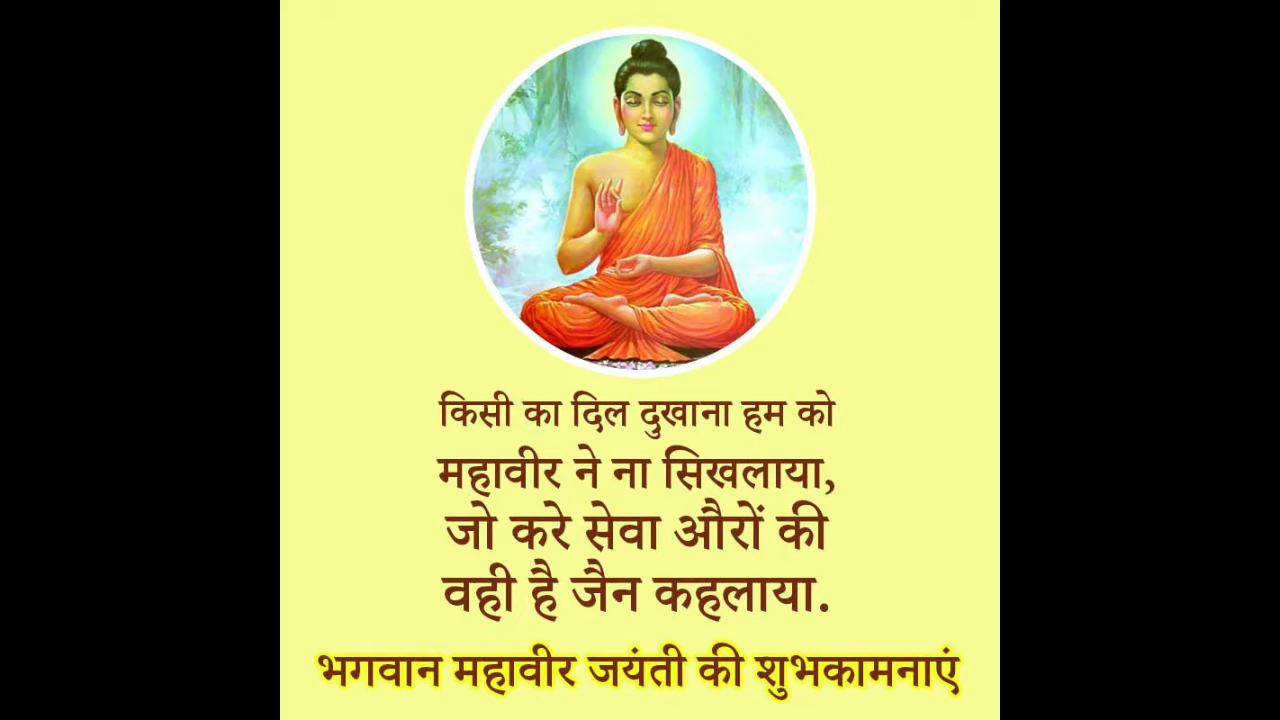 किसी का दिल दुखाना हम को
महावीर ने ना सिखलाया,
जो करे सेवा औरों की
वही है जैन कहलाया.
भगवान महावीर जयंती की शुभकामनाएं